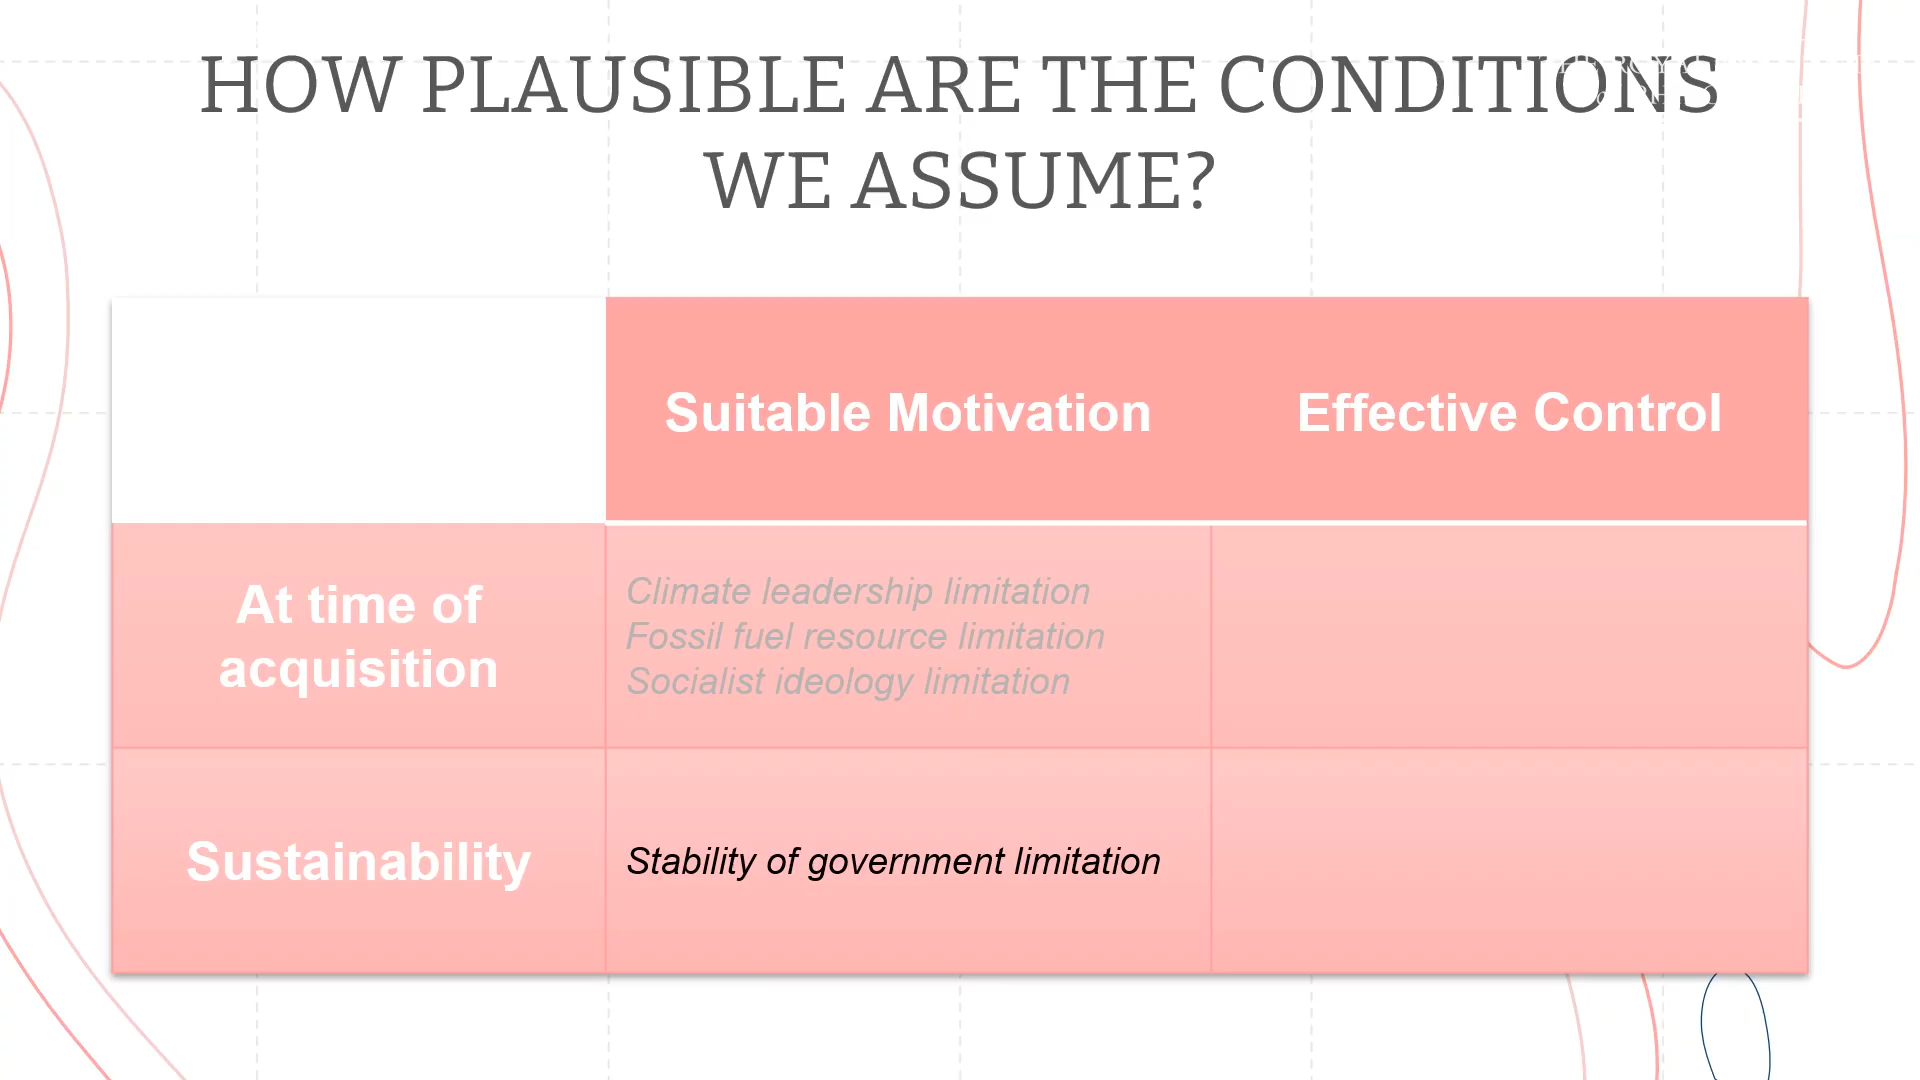 HOW PLAUSIBLE ARE THE CONDITIONS
WE ASSUME?
Suitable Motivation
Effective Control
At time of
acquisition
Climate leadership limitation
Fossil fuel resource limitation
Socialist ideology limitation
Sustainability
Stability of government limitation